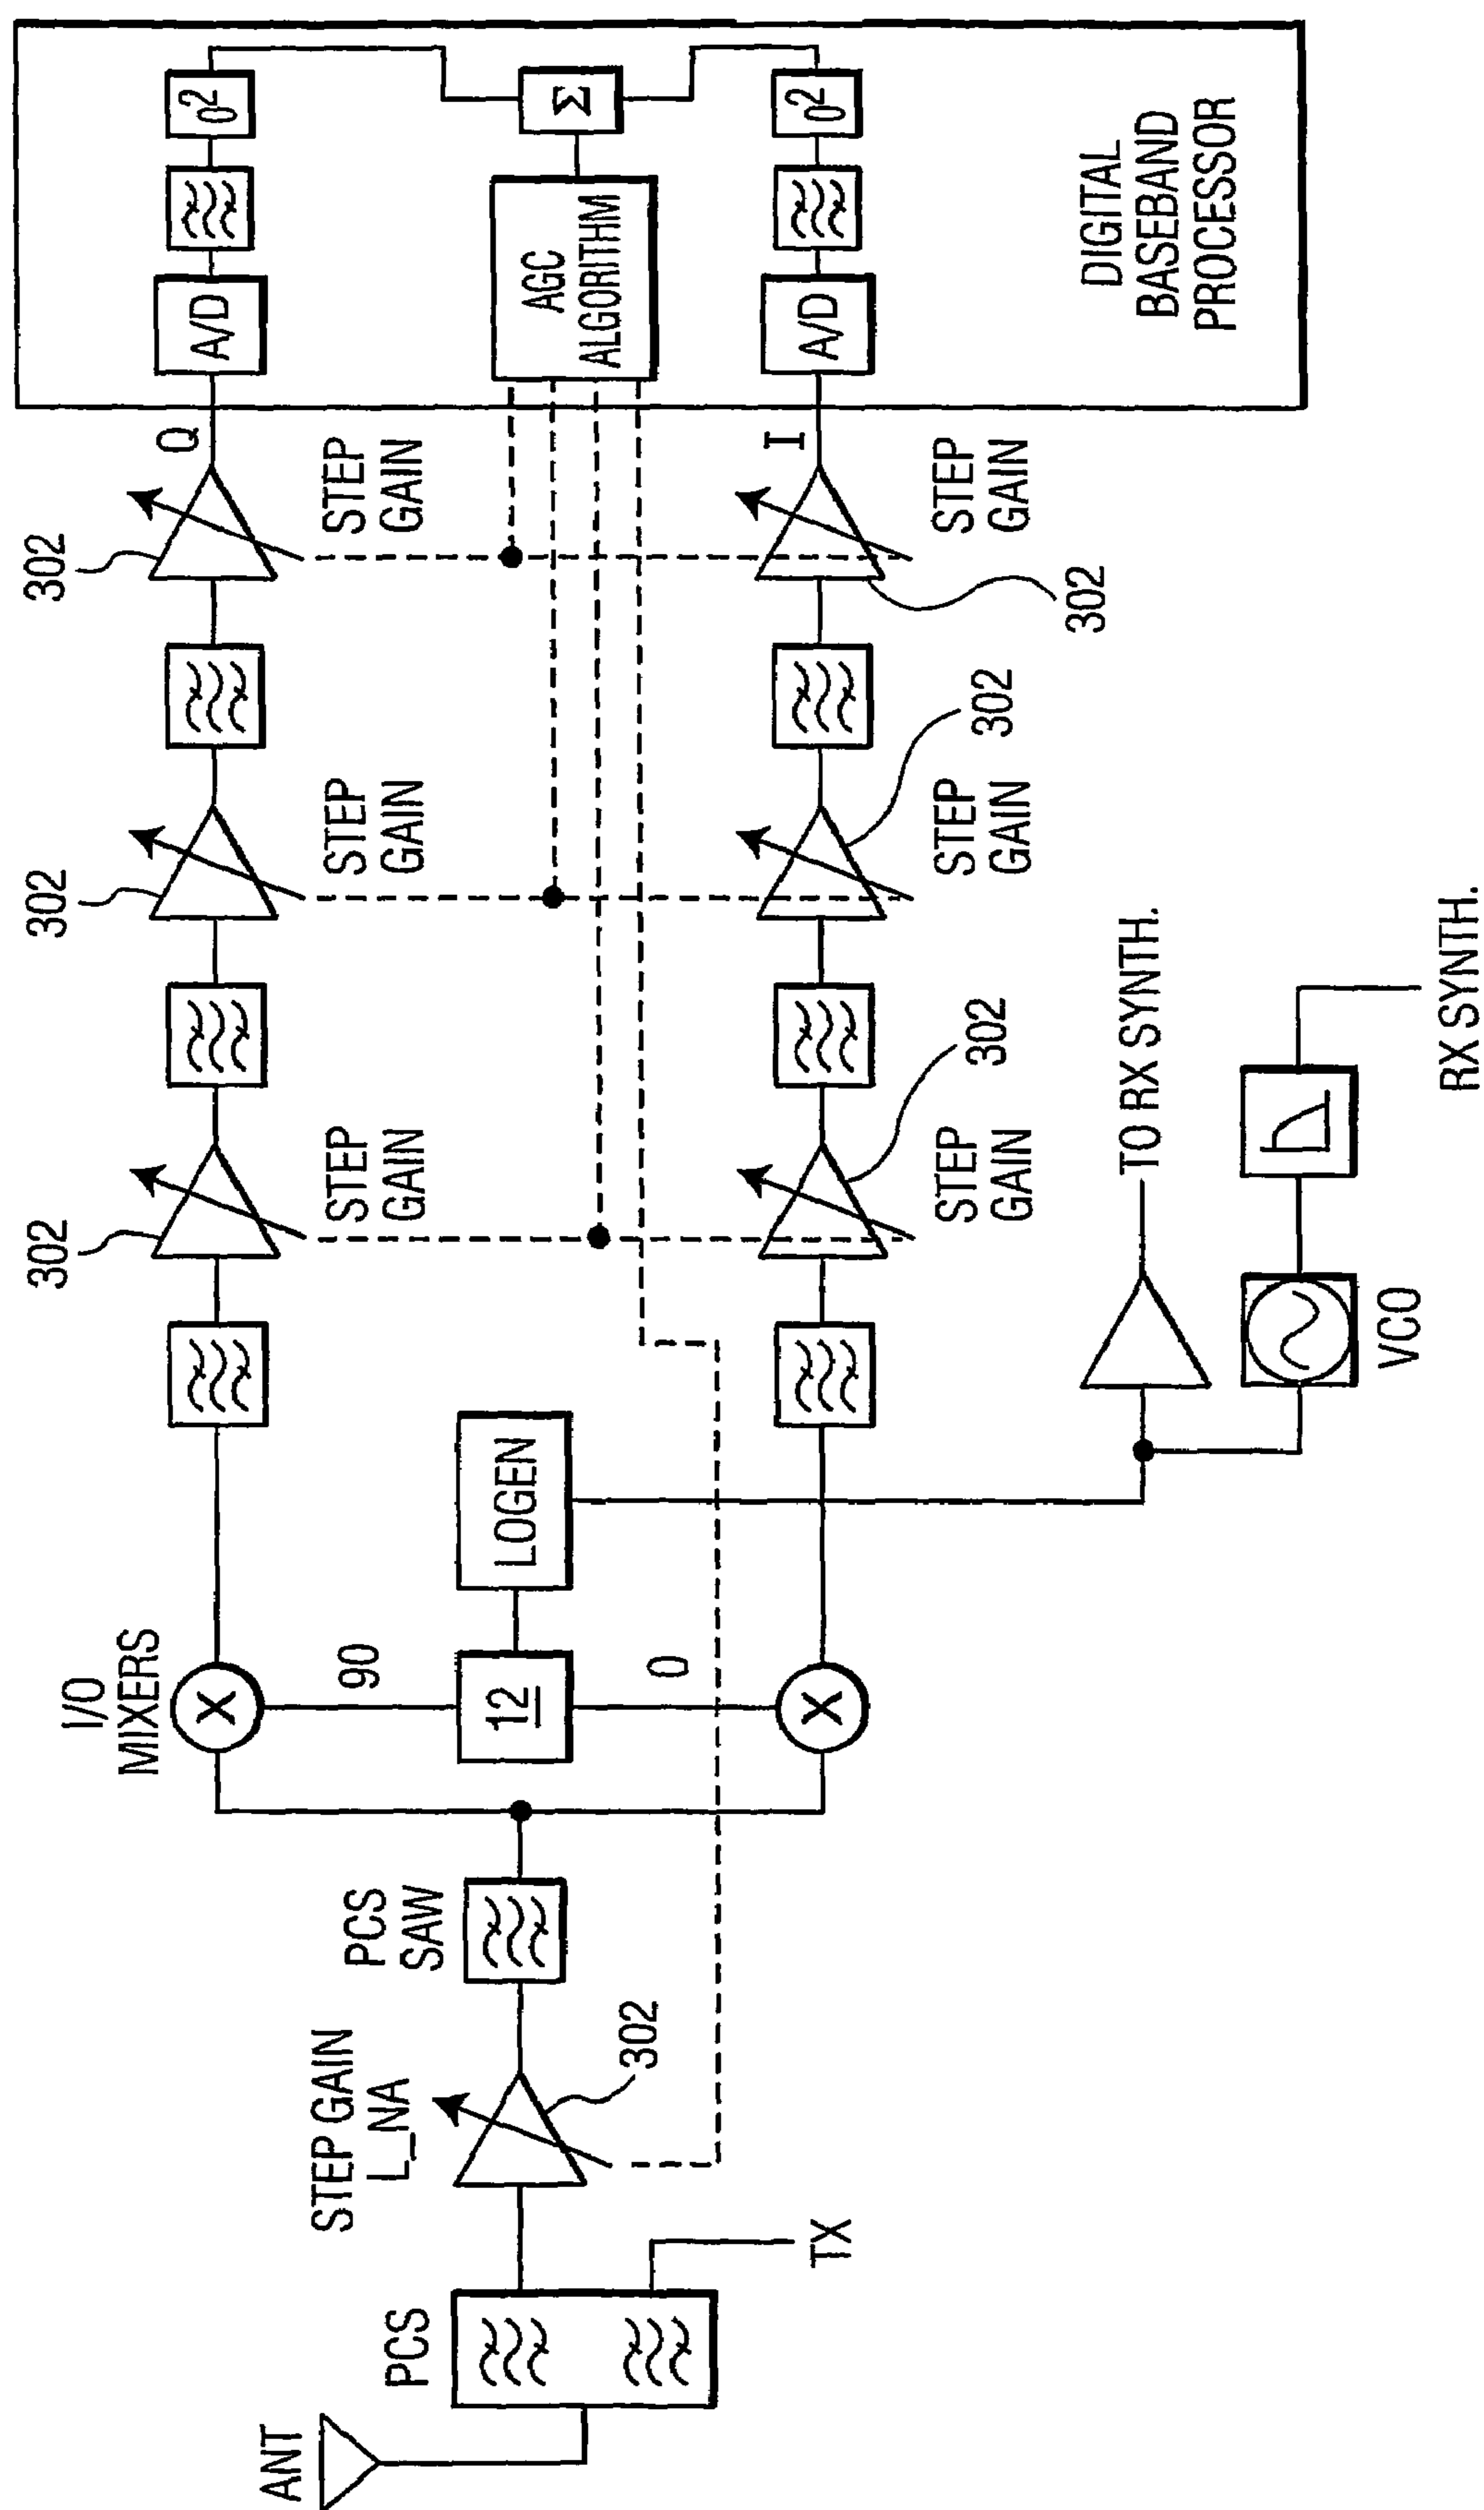 ANT
PCS
TX
STEP GAIN
L_NA
302
PCS
SAW
I/O
MIXERS
X
90
12
0
X
LOGEN
302
STEP
GAIN
302
STEP
GAIN
302
STEP
GAIN
Q
STEP
GAIN
302
STEP
GAIN
302
STEP
GAIN
302
I
VCO
TO RX SYNTH.
RX SYNTH.
A/D
02
Σ
AGC
ALGORITHM
A/D
02
DIGITAL
BASEBAND
PROCESSOR